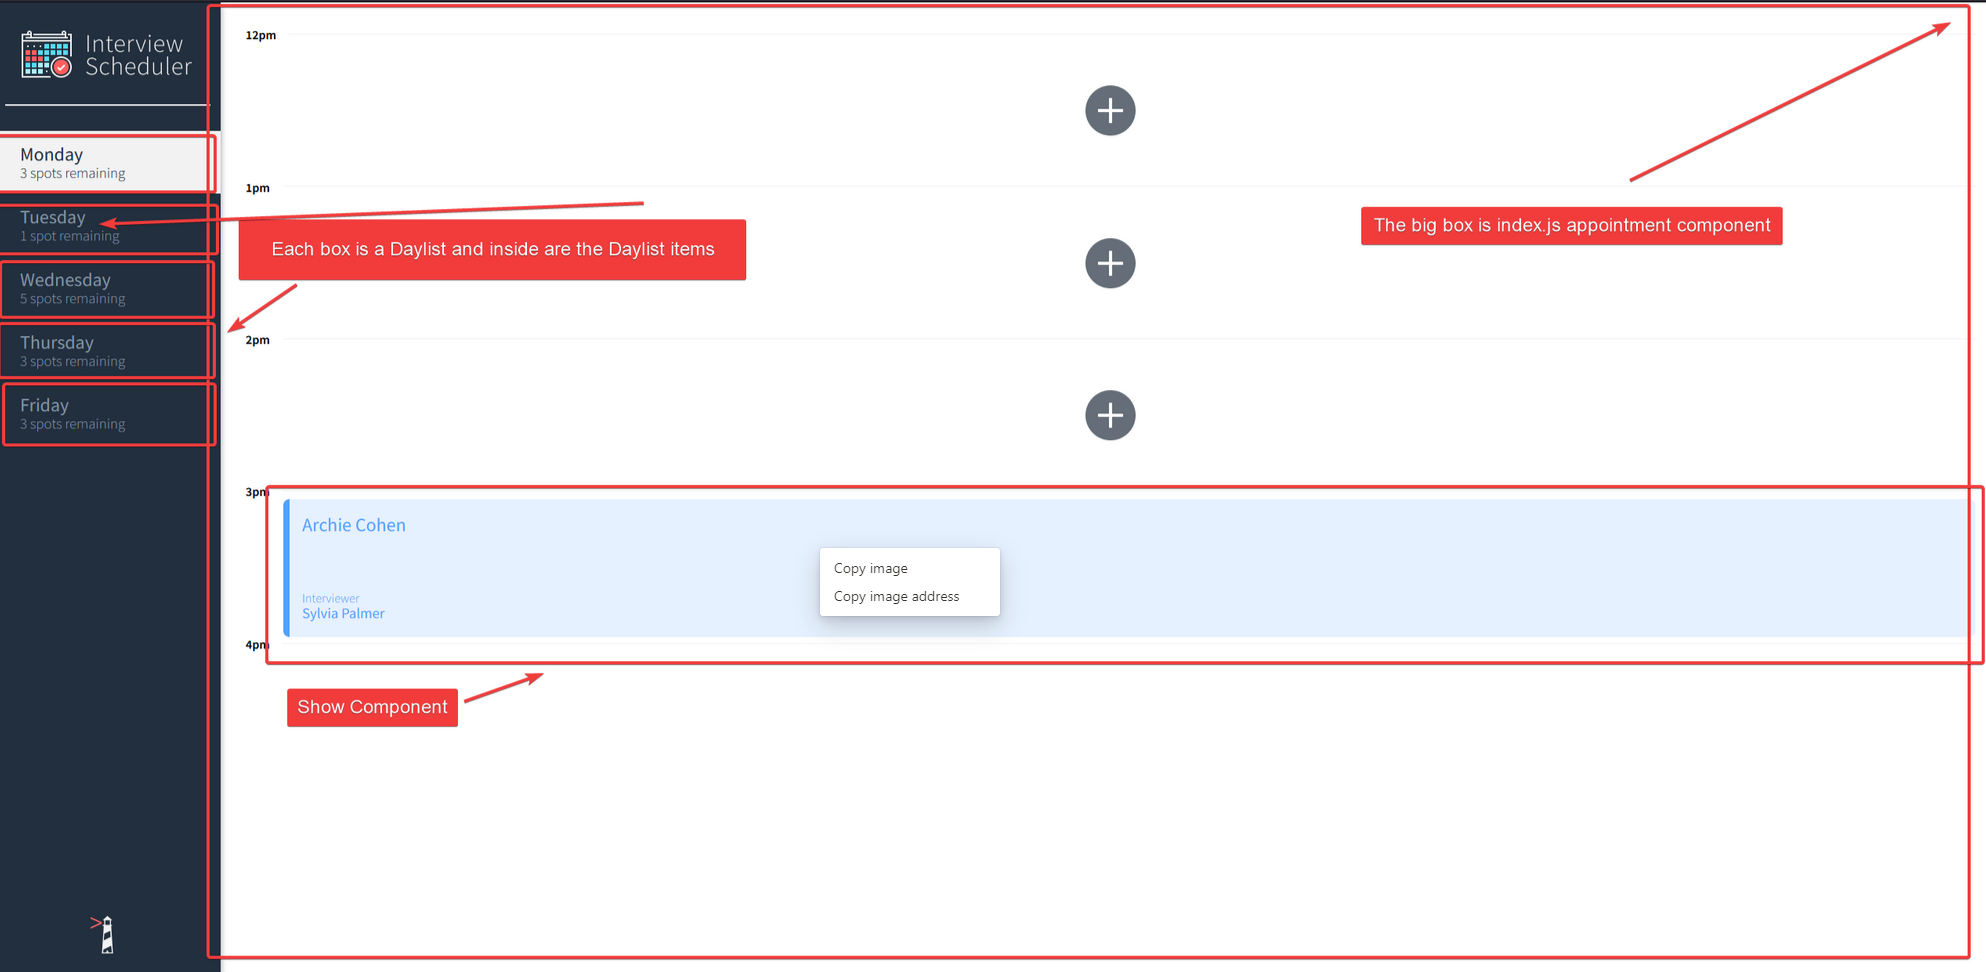 Interview
Scheduler
Monday
3 spots remaining
Tuesday
1 spot remaining
Wednesday
5 spots remaining
Thursday
3 spots remaining
Friday
3 spots remaining
12pm
1pm
Each box is a Daylist and inside are the Daylist items
The big box is index.js appointment component
2pm
3pm
Archie Cohen
Copy image
Copy image address
Interviewer
Sylvia Palmer
4pm
Show Component